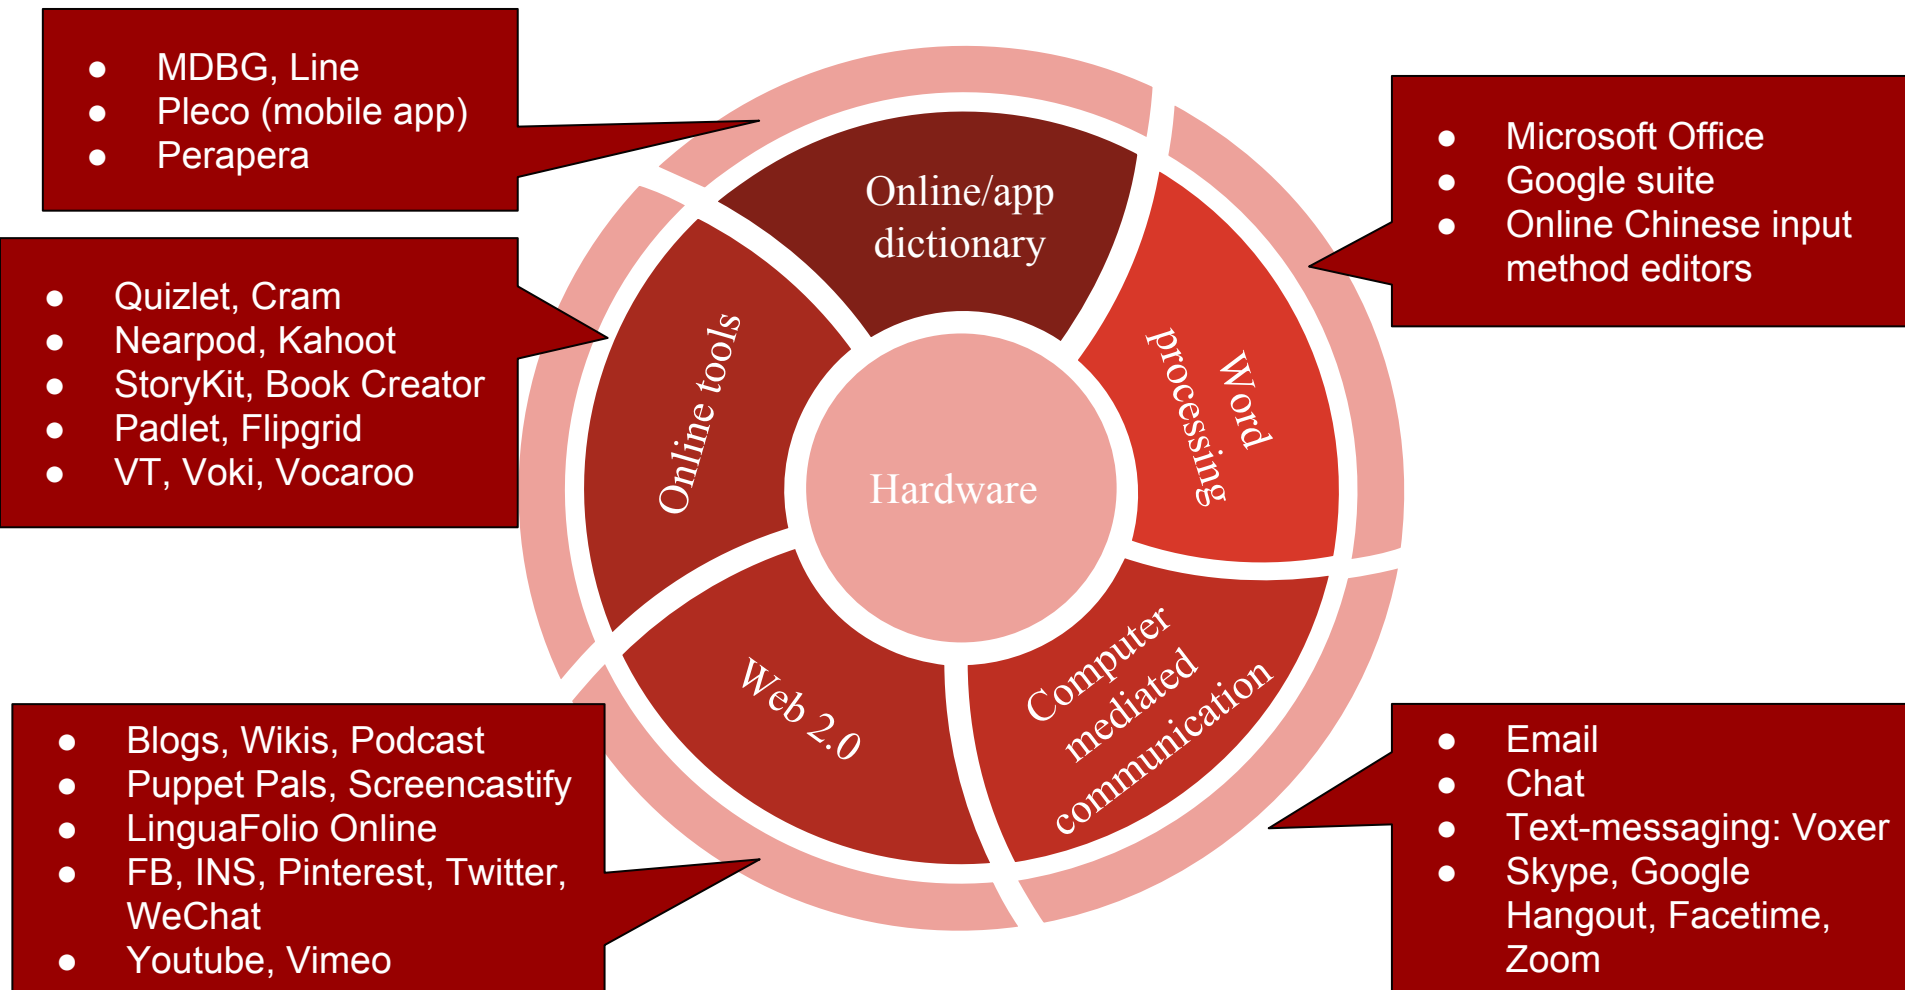 ● MDBG, Line
● Pleco (mobile app)
● Perapera
● Quizlet, Cram
● Nearpod, Kahoot
● StoryKit, Book Creator
● Padlet, Flipgrid
● VT, Voki, Vocaroo
● Blogs, Wikis, Podcast
● Puppet Pals, Screencastify
● LinguaFolio Online
● FB, INS, Pinterest, Twitter,
WeChat
● Youtube, Vimeo
Online/app
dictionary
Word
processing
Computer
mediated
communication
Web 2.0
Online tools
Hardware
● Microsoft Office
● Google suite
● Online Chinese input
method editors
● Email
● Chat
● Text-messaging: Voxer
● Skype, Google
Hangout, Facetime,
Zoom